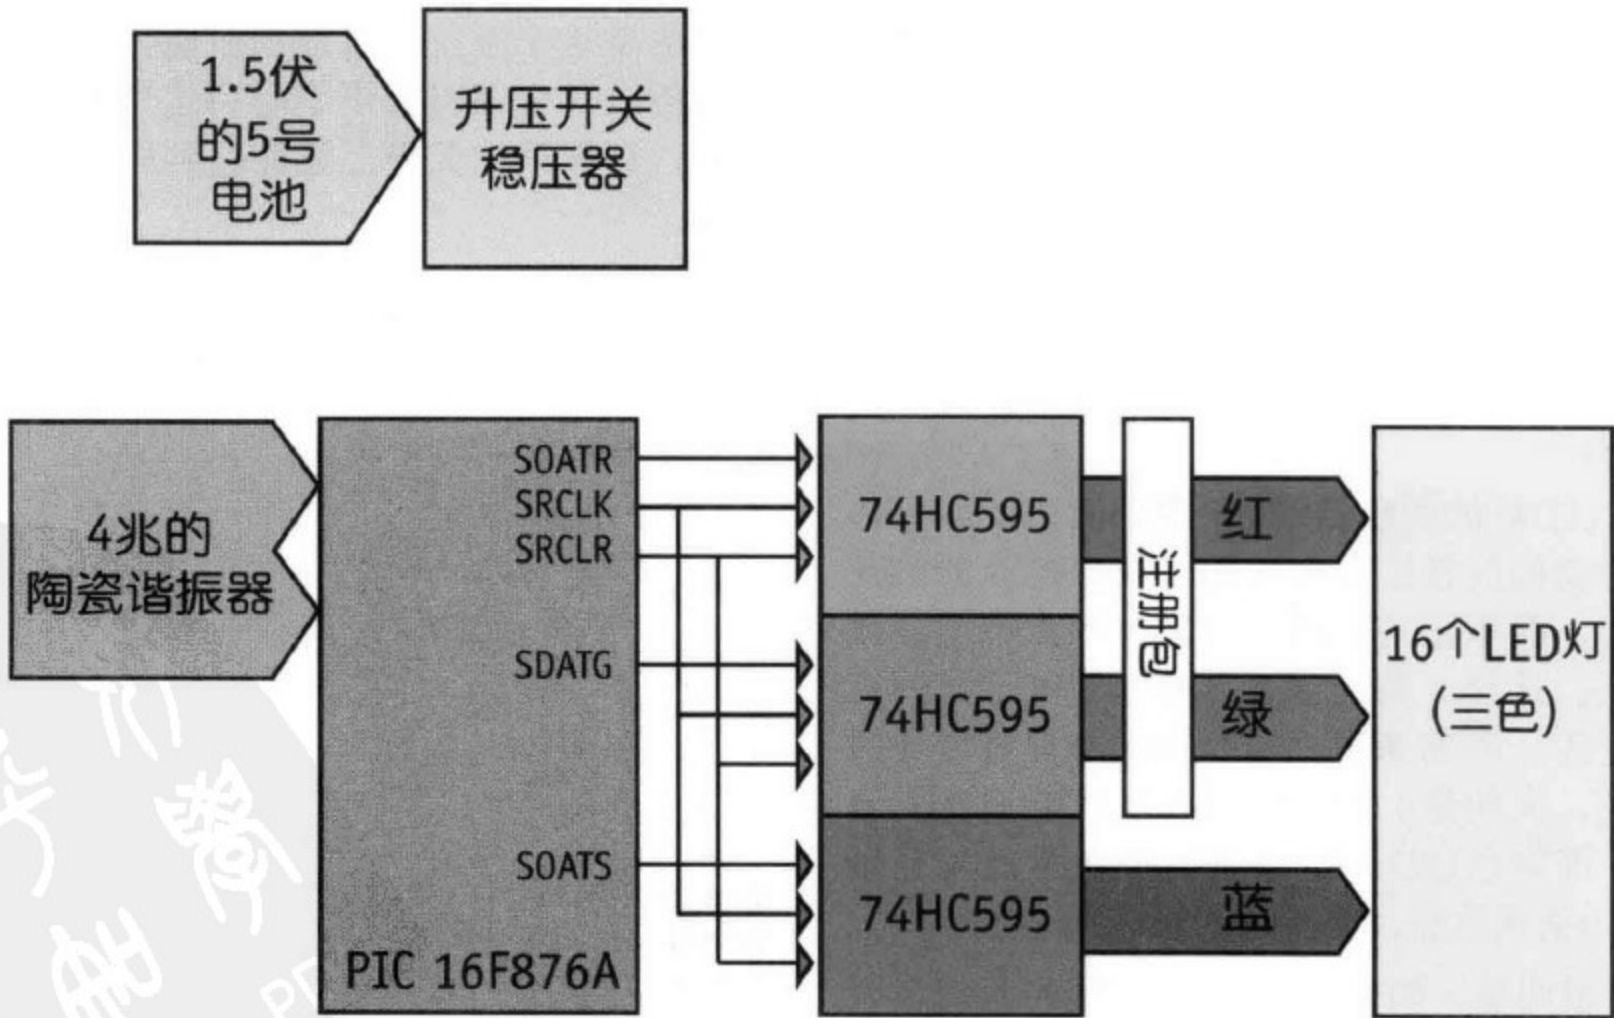 1.5伏
的5号
电池
升压开关
稳压器
4兆的
陶瓷谐振器
SOATR
SRCLK
SRCLR
SDATG
SOATS
PIC 16F876A
74HC595
74HC595
74HC595
注册包
红
绿
蓝
16个LED灯
(三色)